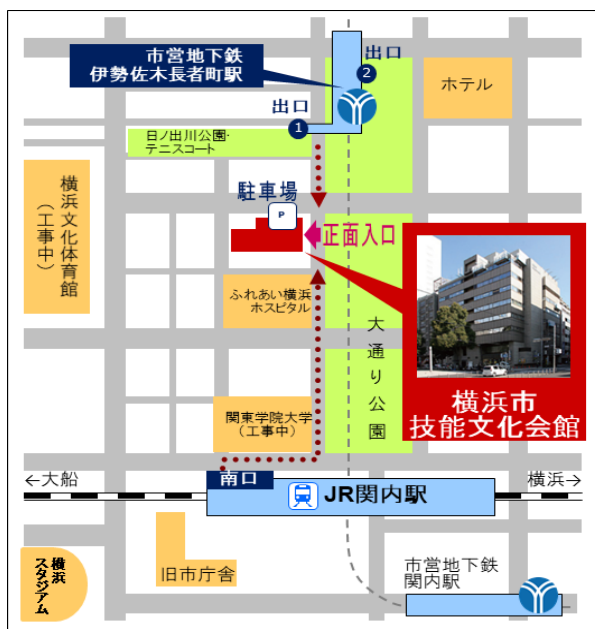 市営地下鉄
伊勢佐木長者町駅
出口
2
ホテル
出口
1
日ノ出川公園・
テニスコート
横浜文化体育館
(工事中)
駐車場
P
正面入口
ふれあい横浜
ホスピタル
大通り公園
横浜市
技能文化会館
関東学院大学
(工事中)
←大船
南口
JR関内駅
横浜→
旧市庁舎
横浜
スタジアム
市営地下鉄
関内駅